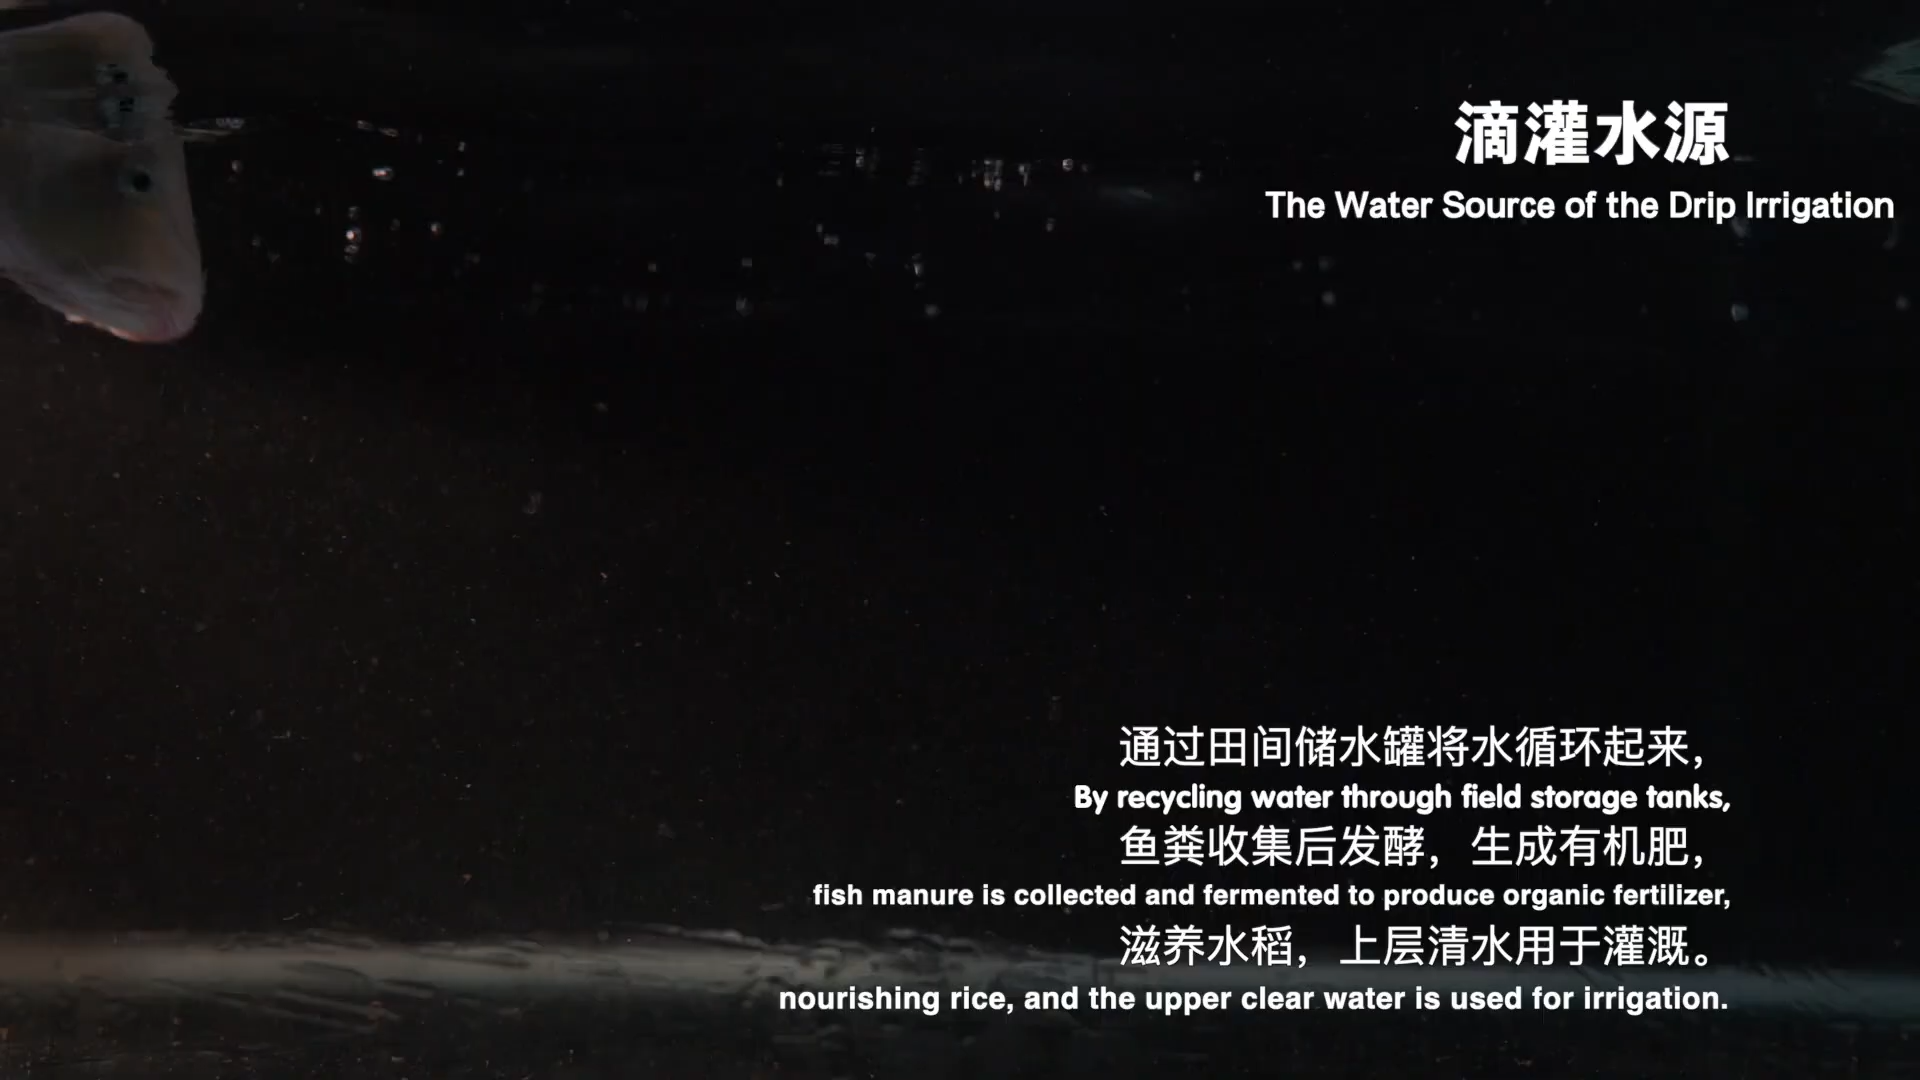 滴灌水源
The Water Source of the Drip Irrigation
通过田间储水罐将水循环起来，
By recycling water through field storage tanks,
鱼粪收集后发酵，生成有机肥，
fish manure is collected and fermented to produce organic fertilizer,
滋养水稻，上层清水用于灌溉。
nourishing rice, and the upper clear water is used for irrigation.